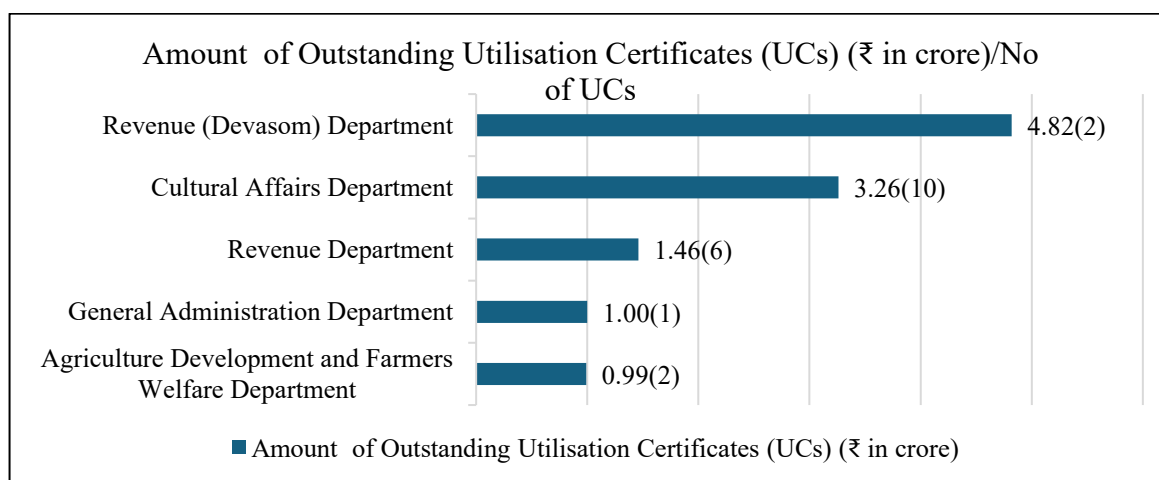 Amount of Outstanding Utilisation Certificates (UCs) (₹ in crore)/No
of UCs
Revenue (Devasom) Department
4.82(2)
Cultural Affairs Department
3.26(10)
Revenue Department
1.46(6)
General Administration Department
1.00(1)
Agriculture Development and Farmers
Welfare Department
0.99(2)
Amount of Outstanding Utilisation Certificates (UCs) (₹ in crore)